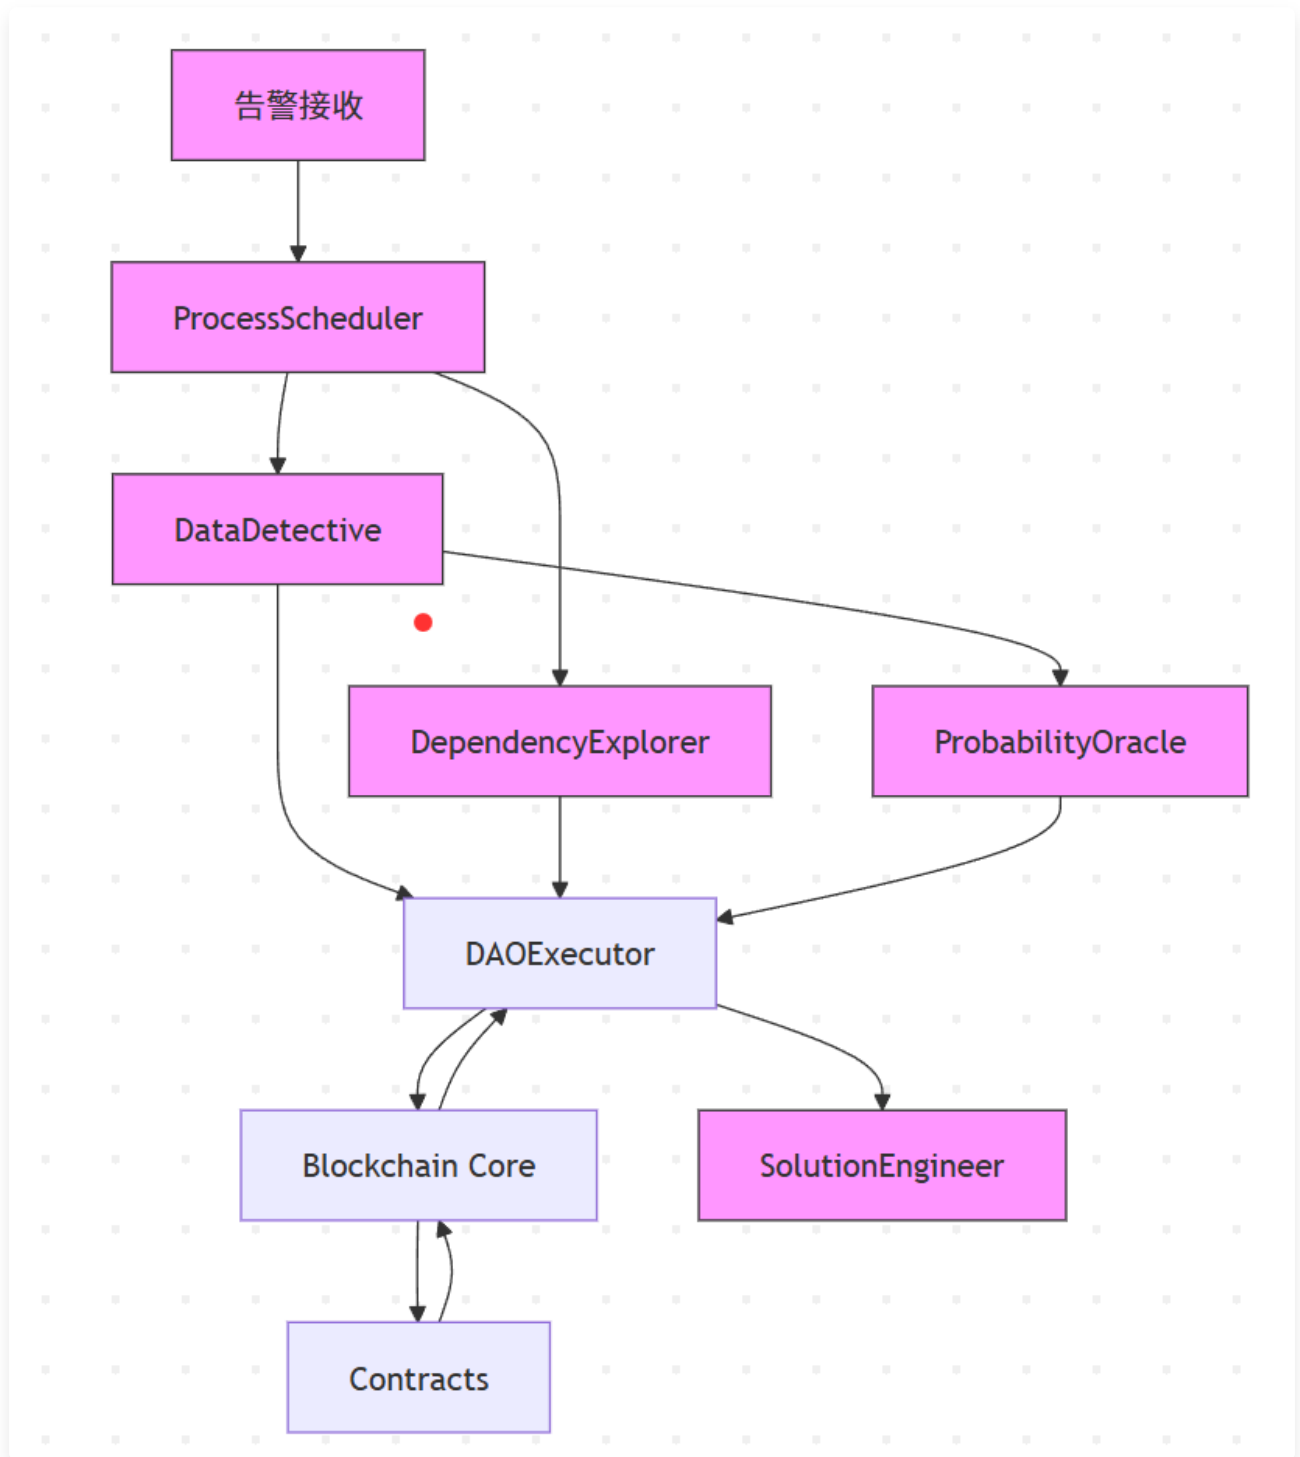 告警接收
ProcessScheduler
DataDetective
DependencyExplorer
ProbabilityOracle
DAOExecutor
Blockchain Core
SolutionEngineer
Contracts